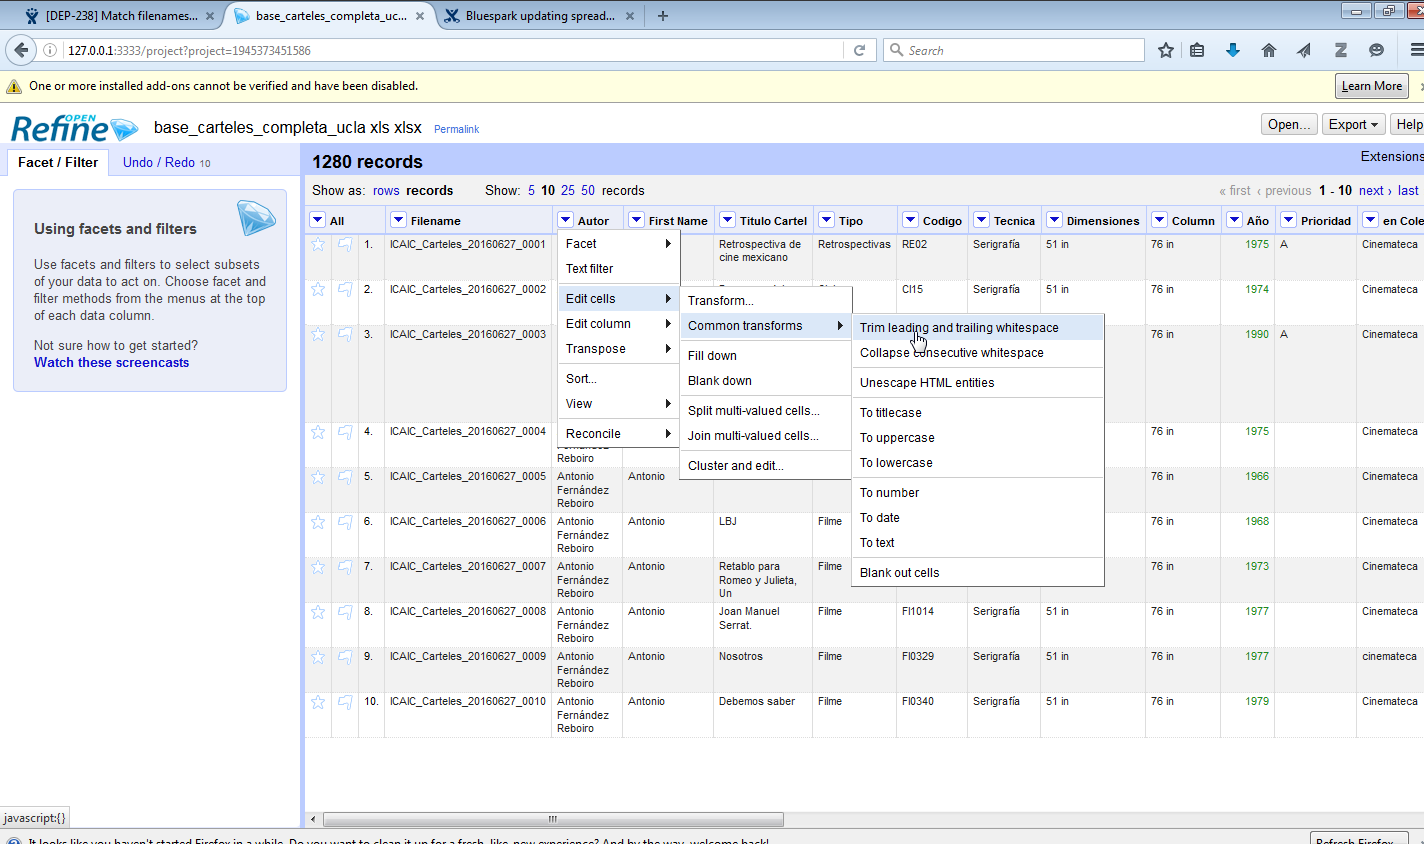 [DEP-238] Match filenames...
base_carteles_completa_uc...
Bluespark updating spread...
127.0.0.1:3333/project?project=1945373451586
Search
One or more installed add-ons cannot be verified and have been disabled.
Learn More
OPEN
Refine
base_carteles_completa_ucla xls xlsx
Permalink
Open...
Export
Help
Facet / Filter
Undo / Redo 10
1280 records
Extensions
Show as: rows records
Show: 5 10 25 50 records
« first ‹ previous 1 - 10 next › last
All
Filename
Autor
First Name
Titulo Cartel
Tipo
Codigo
Tecnica
Dimensiones
Column
Año
Prioridad
en Cole
Using facets and filters
Use facets and filters to select subsets
of your data to act on. Choose facet and
filter methods from the menus at the top
of each data column.
Not sure how to get started?
Watch these screencasts
1. ICAIC_Carteles_20160627_0001
Retrospectiva de
cine mexicano
Retrospectivas
RE02
Serigrafía
51 in
76 in
1975
A
Cinemateca
2. ICAIC_Carteles_20160627_0002
CI15
Serigrafía
51 in
76 in
1974
Cinemateca
3. ICAIC_Carteles_20160627_0003
76 in
1990
A
Cinemateca
4. ICAIC_Carteles_20160627_0004
Reboiro
76 in
1975
Cinemateca
5. ICAIC_Carteles_20160627_0005
Antonio
Fernández
Reboiro
Antonio
76 in
1966
Cinemateca
6. ICAIC_Carteles_20160627_0006
Antonio
Fernández
Reboiro
Antonio
LBJ
Filme
76 in
1968
Cinemateca
7. ICAIC_Carteles_20160627_0007
Antonio
Fernández
Reboiro
Antonio
Retablo para
Romeo y Julieta,
Un
Filme
76 in
1973
Cinemateca
8. ICAIC_Carteles_20160627_0008
Antonio
Fernández
Reboiro
Antonio
Joan Manuel
Serrat.
Filme
FI1014
Serigrafía
51 in
76 in
1977
Cinemateca
9. ICAIC_Carteles_20160627_0009
Antonio
Fernández
Reboiro
Antonio
Nosotros
Filme
FI0329
Serigrafía
51 in
76 in
1977
cinemateca
10. ICAIC_Carteles_20160627_0010
Antonio
Fernández
Reboiro
Antonio
Debemos saber
Filme
FI0340
Serigrafía
51 in
76 in
1979
Cinemateca
Facet
Text filter
Edit cells
Edit column
Transpose
Sort...
View
Reconcile
Transform...
Common transforms
Fill down
Blank down
Split multi-valued cells...
Join multi-valued cells...
Cluster and edit...
Trim leading and trailing whitespace
Collapse consecutive whitespace
Unescape HTML entities
To titlecase
To uppercase
To lowercase
To number
To date
To text
Blank out cells
javascript:{}
It looks like you haven't started Firefox in a while. Do you want to clean it up for a fresh, like-new experience? And by the way, welcome back!
Refresh Firefox...